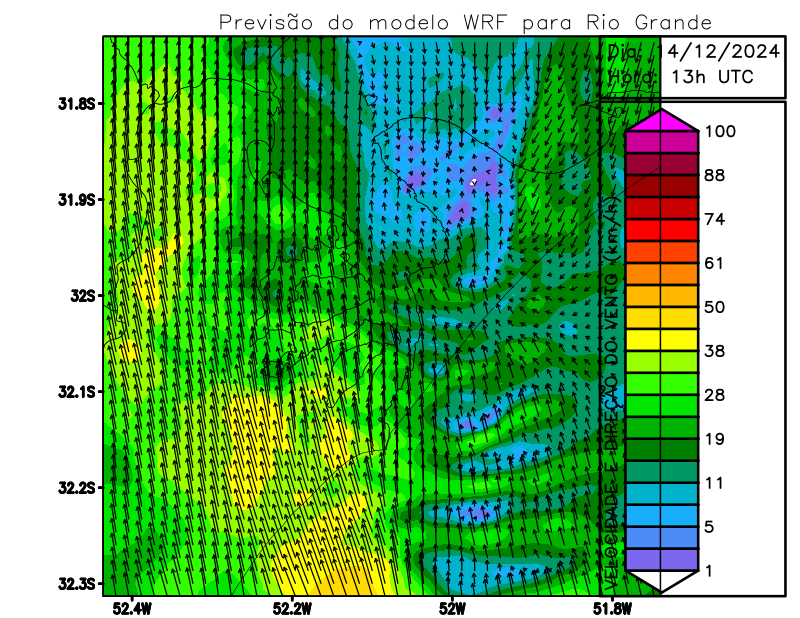 Previsão do modelo WRF para Rio Grande
Dia: 14/12/2024
Hora: 13h UTC
31.8S
31.9S
32S
32.1S
32.2S
32.3S
52.4W
52.2W
52W
51.8W
VELOCIDADE E DIREÇÃO DO VENTO (km/h)
100
88
74
61
50
38
28
19
11
5
1